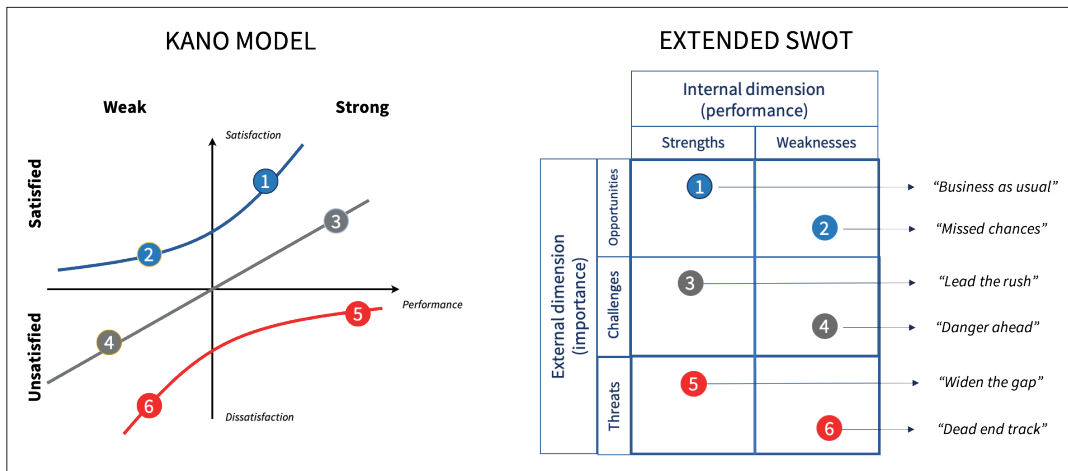 KANO MODEL
Weak
Strong
Satisfaction
Satisfied
1
2
3
Performance
5
4
Unsatisfied
6
Dissatisfaction
EXTENDED SWOT
Internal dimension
(performance)
Strengths
Weaknesses
External dimension
(importance)
Opportunities
1
“Business as usual”
2
“Missed chances”
Challenges
3
“Lead the rush”
4
“Danger ahead”
Threats
5
“Widen the gap”
6
“Dead end track”